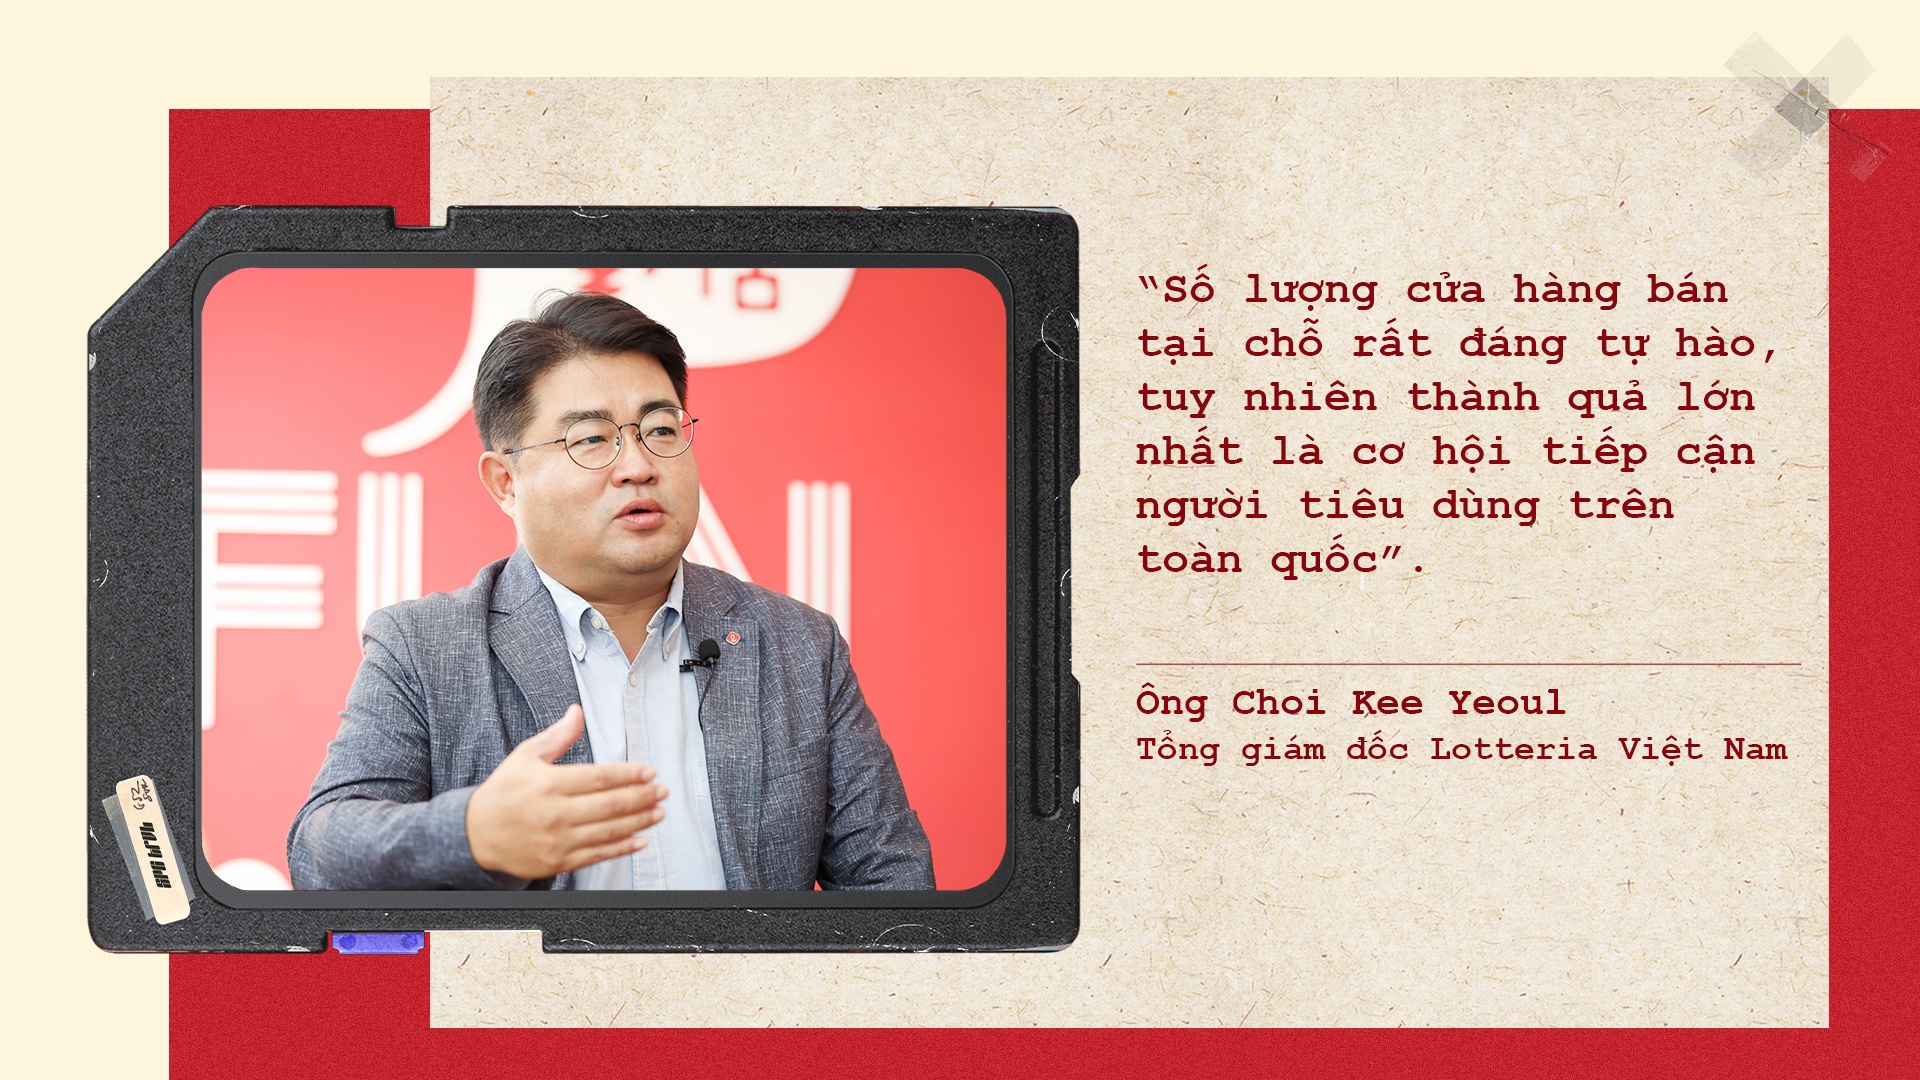 FUN
“Số lượng cửa hàng bán
tại chỗ rất đáng tự hào,
tuy nhiên thành quả lớn
nhất là cơ hội tiếp cận
người tiêu dùng trên
toàn quốc”.
Ông Choi Kee Yeoul
Tổng giám đốc Lotteria Việt Nam